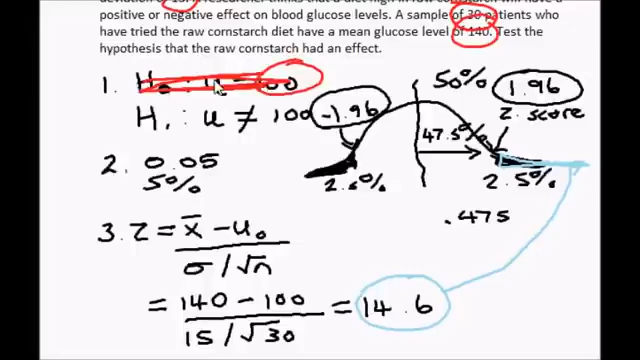 deviation of 15. A researcher thinks that a diet high in raw cornstarch will have a
positive or negative effect on blood glucose levels. A sample of 30 patients who
have tried the raw cornstarch diet have a mean glucose level of 140. Test the
hypothesis that the raw cornstarch had an effect.
1. H₀ : u = 100
H₁ : u ≠ 100
-1.96
50%
1.96
z. score
47.5%
2.5%
2.5%
.475
2. 0.05
5%
3. Z = x̄ - u₀
σ / √n
= 140 - 100 = 14.6
15 / √30